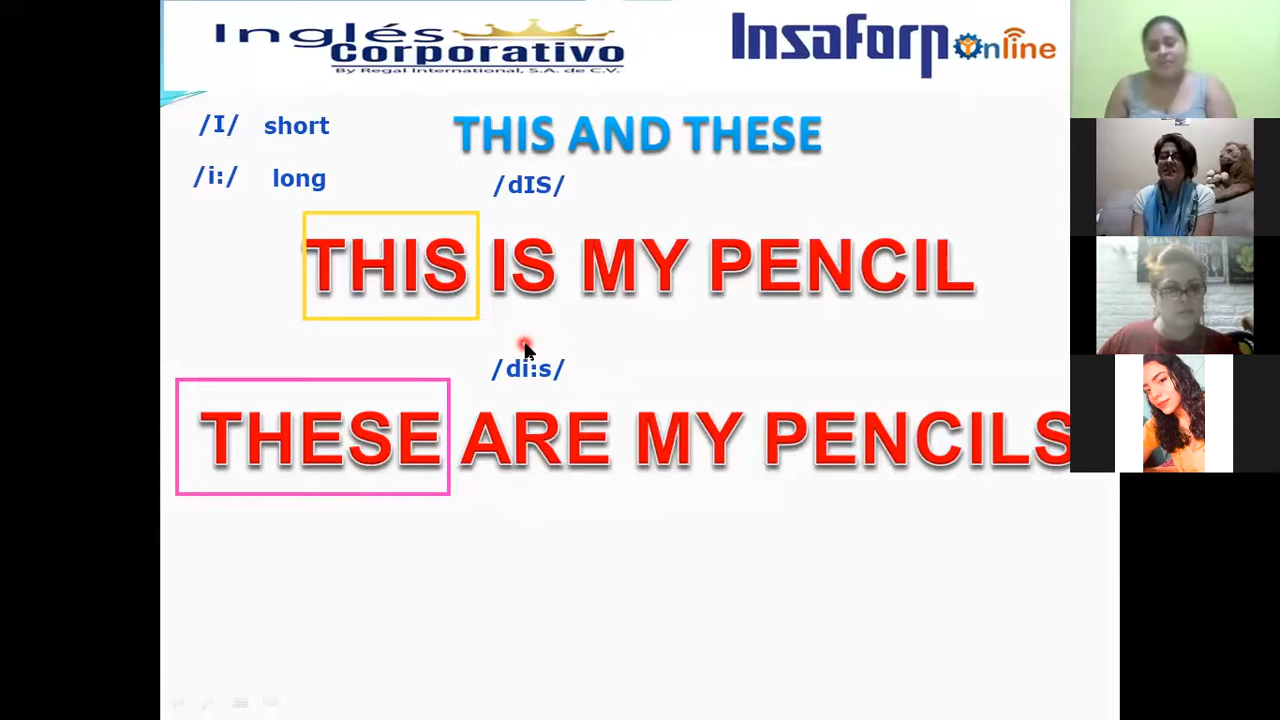 Inglés
Corporativo
By Regal International, S.A. de C.V.
Insaforp Online
/I/ short
/i:/ long
THIS AND THESE
/dIS/
THIS IS MY PENCIL
/di:s/
THESE ARE MY PENCILS